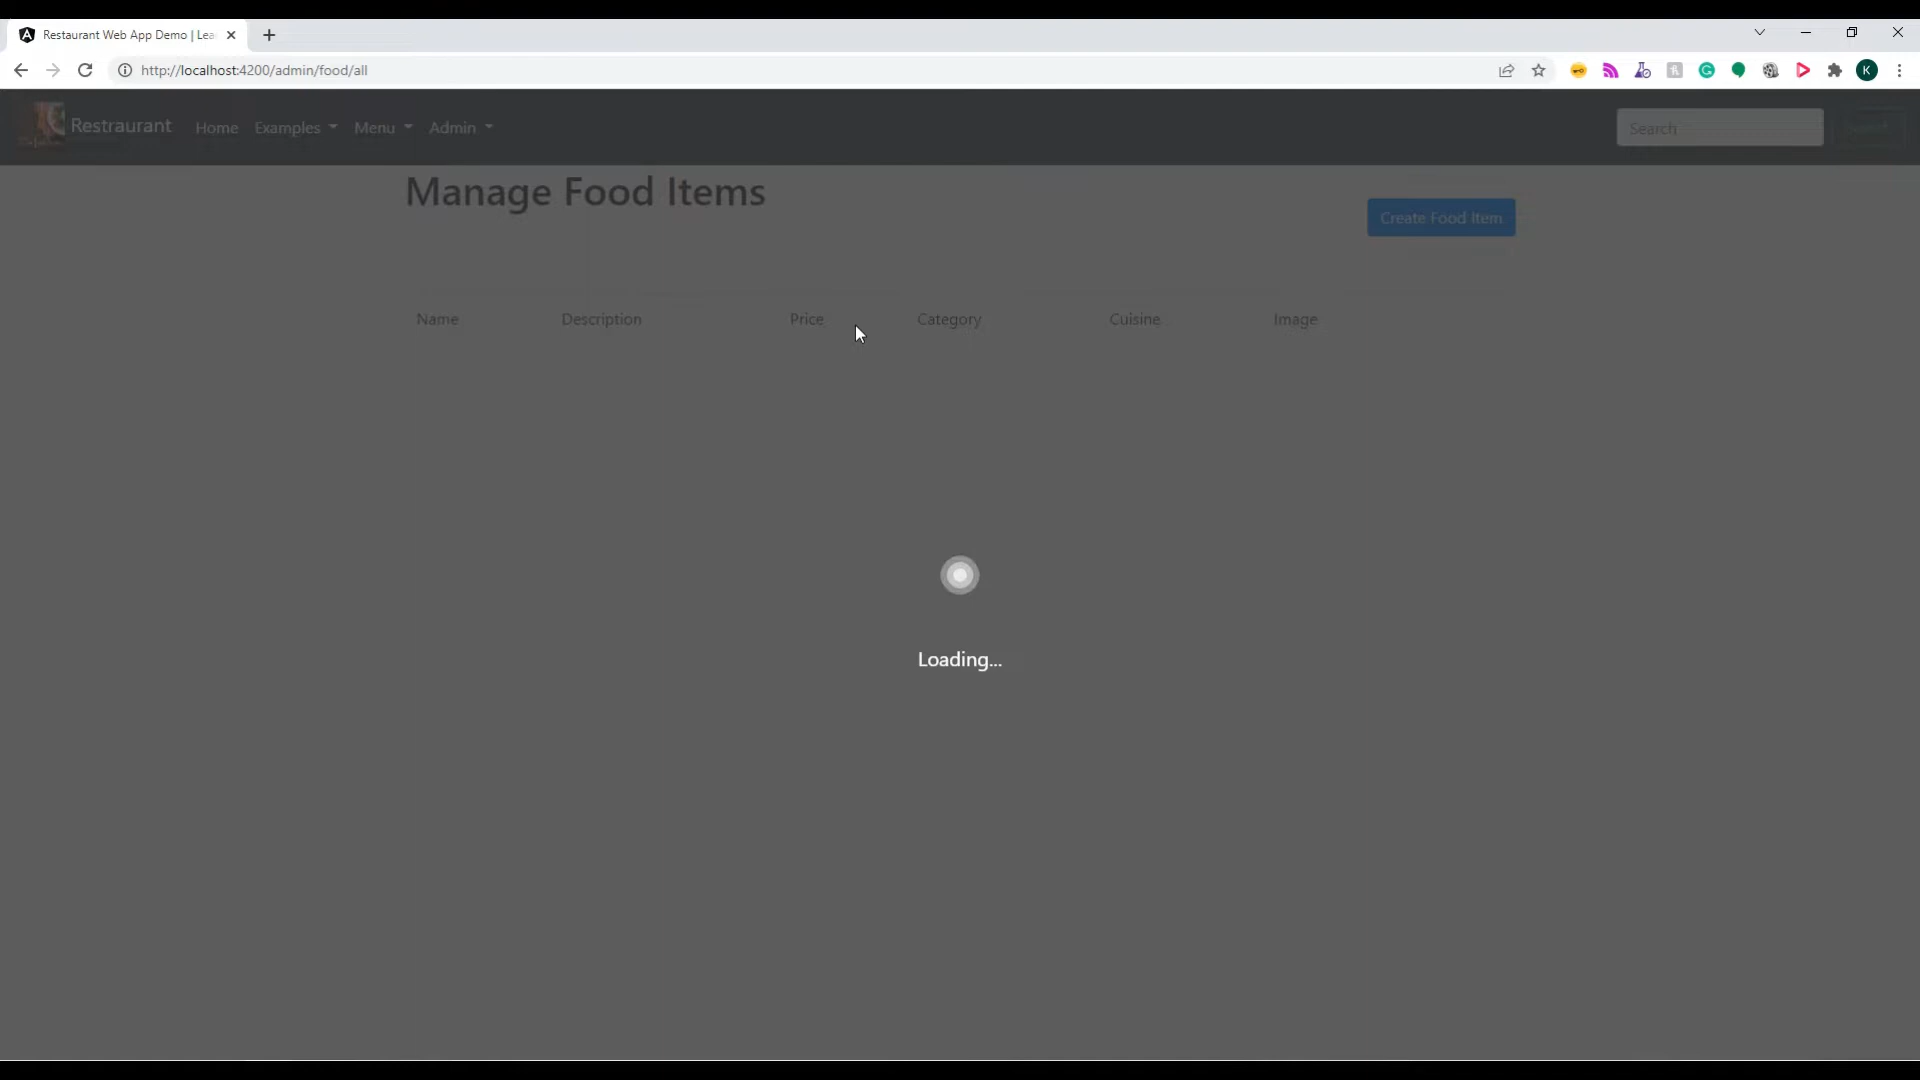 Restaurant Web App Demo | Lea
http://localhost:4200/admin/food/all
K
Restraurant Home Examples Menu Admin Search Search
Manage Food Items
Create Food Item
Name Description Price Category Cuisine Image
Loading...